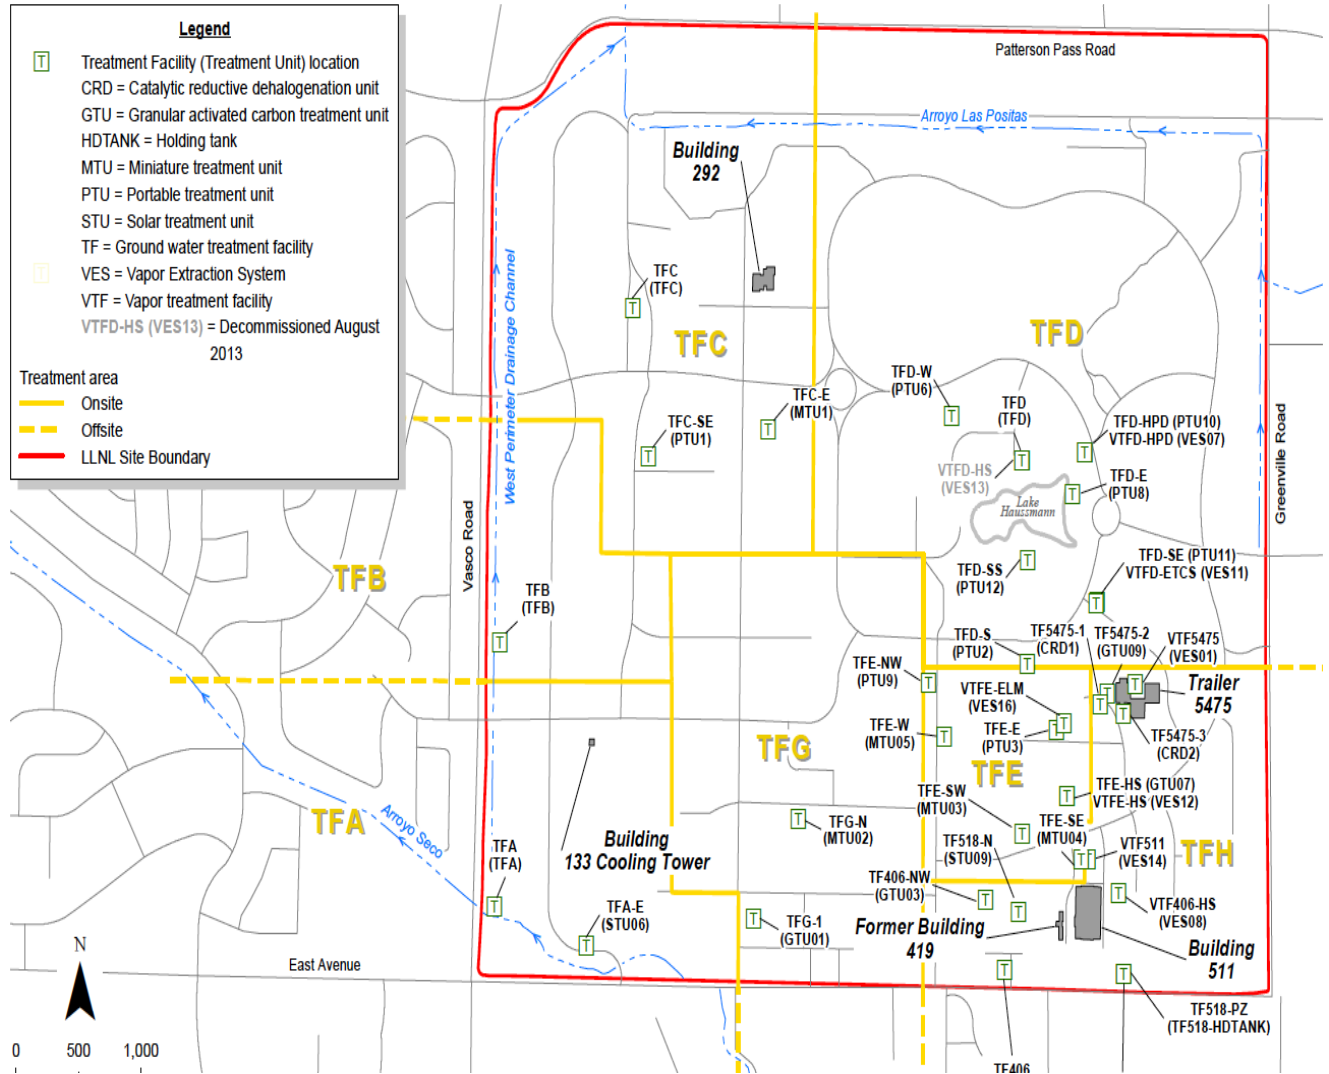 Legend
T Treatment Facility (Treatment Unit) location
CRD = Catalytic reductive dehalogenation unit
GTU = Granular activated carbon treatment unit
HDTANK = Holding tank
MTU = Miniature treatment unit
PTU = Portable treatment unit
STU = Solar treatment unit
TF = Ground water treatment facility
T VES = Vapor Extraction System
VTF = Vapor treatment facility
VTFD-HS (VES13) = Decommissioned August
2013
Treatment area
Onsite
Offsite
LLNL Site Boundary
Patterson Pass Road
Arroyo Las Positas
Building
292
West Perimeter Drainage Channel
TFC
(TFC)
T
TFC
TFD
TFD-W
(PTU6)
T
TFC-E
(MTU1)
T
TFD
(TFD)
T
TFC-SE
(PTU1)
T
TFD-HPD (PTU10)
VTFD-HPD (VES07)
T
VTFD-HS
(VES13)
TFD-E
(PTU8)
T
Greenville Road
Lake
Haussmann
Vasco Road
TFD-SE (PTU11)
VTFD-ETCS (VES11)
T
TFD-SS
(PTU12)
T
TFB
TFB
(TFB)
T
TFD-S
(PTU2)
T
TF5475-1
(CRD1)
T
TF5475-2
(GTU09)
T
VTF5475
(VES01)
T
TFE-NW
(PTU9)
T
VTFE-ELM
(VES16)
T
Trailer
5475
TFE-W
(MTU05)
T
TFE-E
(PTU3)
T
TF5475-3
(CRD2)
T
TFG
TFE
TFE-HS (GTU07)
VTFE-HS (VES12)
T
TFE-SW
(MTU03)
T
TFA
Arroyo Seco
Building
133 Cooling Tower
TFG-N
(MTU02)
T
TFE-SE
(MTU04)
T
TF518-N
(STU09)
T
VTF511
(VES14)
T
TFH
TFA
(TFA)
T
TF406-NW
(GTU03)
T
TFA-E
(STU06)
T
TFG-1
(GTU01)
T
VTF406-HS
(VES08)
T
Former Building
419
Building
511
East Avenue
N
T
T
TF518-PZ
(TF518-HDTANK)
0 500 1,000
TF406